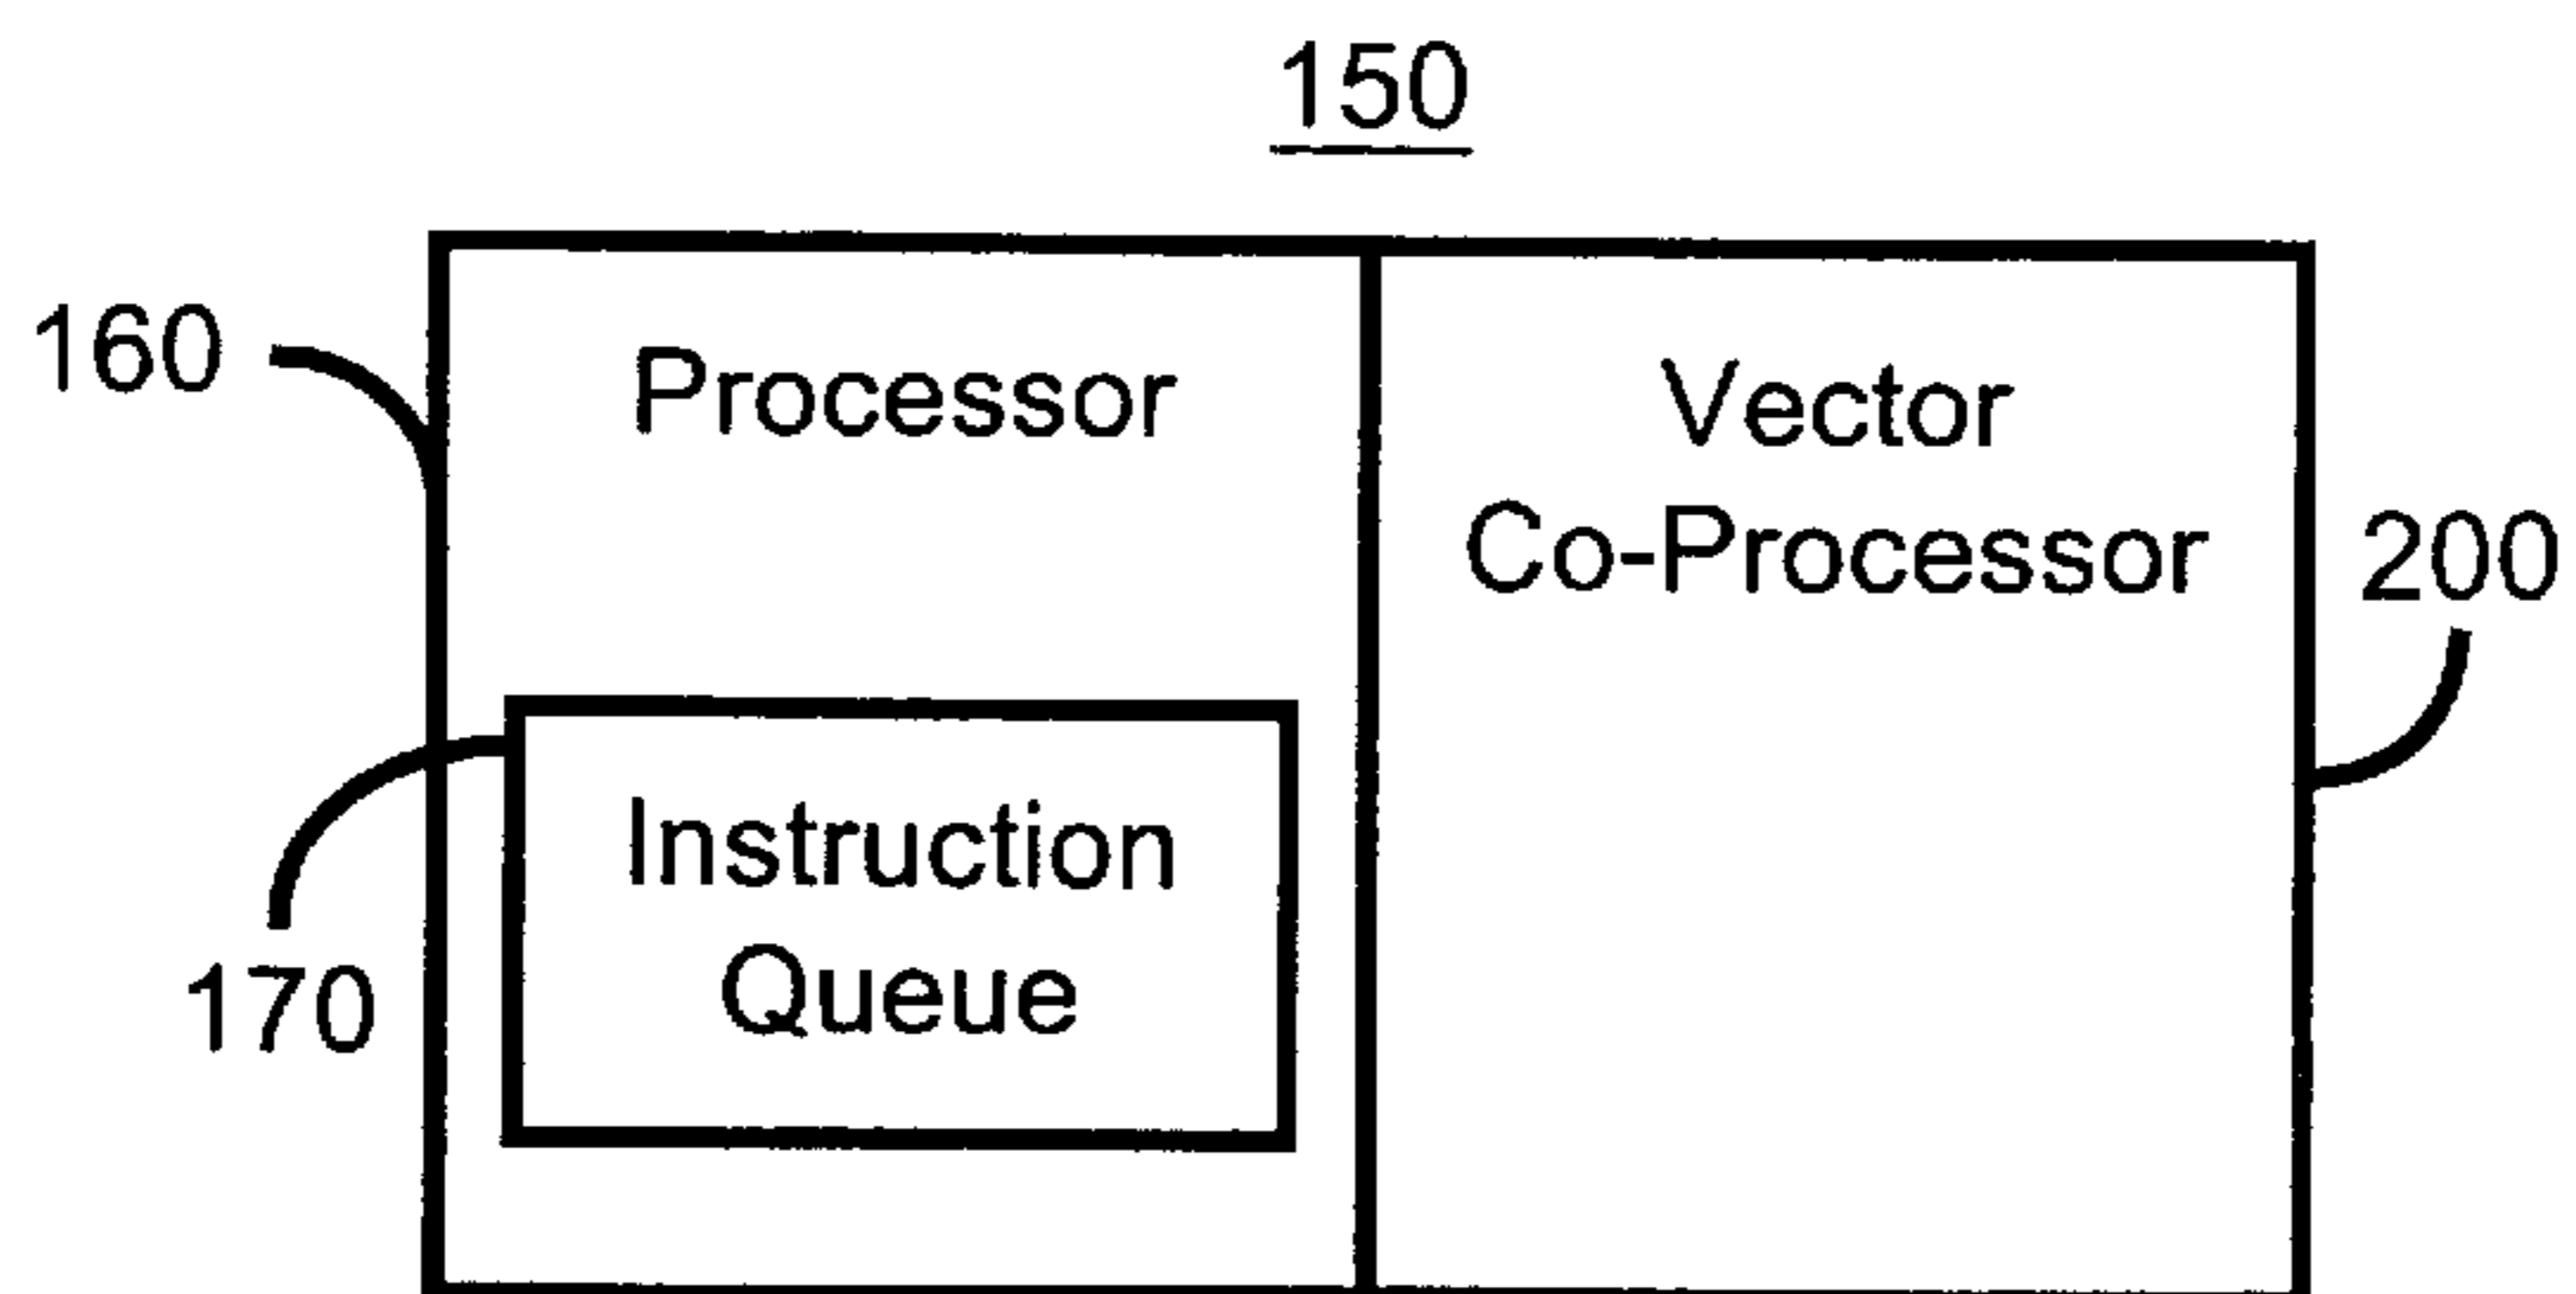 150
160
Processor
Vector
Co-Processor
200
Instruction
Queue
170